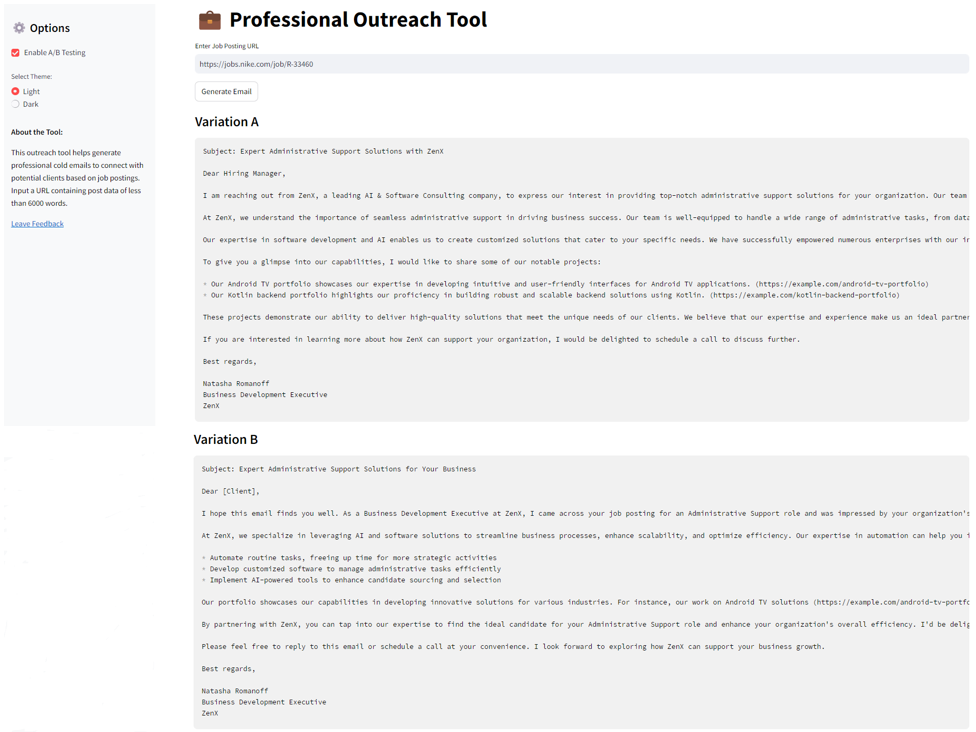 Options
Enable A/B Testing
Select Theme:
Light
Dark
About the Tool:
This outreach tool helps generate
professional cold emails to connect with
potential clients based on job postings.
Input a URL containing post data of less
than 6000 words.
Leave Feedback
Professional Outreach Tool
Enter Job Posting URL
https://jobs.nike.com/job/R-33460
Generate Email
Variation A
Subject: Expert Administrative Support Solutions with ZenX
Dear Hiring Manager,
I am reaching out from ZenX, a leading AI & Software Consulting company, to express our interest in providing top-notch administrative support solutions for your organization. Our team
At ZenX, we understand the importance of seamless administrative support in driving business success. Our team is well-equipped to handle a wide range of administrative tasks, from data
Our expertise in software development and AI enables us to create customized solutions that cater to your specific needs. We have successfully empowered numerous enterprises with our in
To give you a glimpse into our capabilities, I would like to share some of our notable projects:
* Our Android TV portfolio showcases our expertise in developing intuitive and user-friendly interfaces for Android TV applications. (https://example.com/android-tv-portfolio)
* Our Kotlin backend portfolio highlights our proficiency in building robust and scalable backend solutions using Kotlin. (https://example.com/kotlin-backend-portfolio)
These projects demonstrate our ability to deliver high-quality solutions that meet the unique needs of our clients. We believe that our expertise and experience make us an ideal partner
If you are interested in learning more about how ZenX can support your organization, I would be delighted to schedule a call to discuss further.
Best regards,
Natasha Romanoff
Business Development Executive
ZenX
Variation B
Subject: Expert Administrative Support Solutions for Your Business
Dear [Client],
I hope this email finds you well. As a Business Development Executive at ZenX, I came across your job posting for an Administrative Support role and was impressed by your organization's
At ZenX, we specialize in leveraging AI and software solutions to streamline business processes, enhance scalability, and optimize efficiency. Our expertise in automation can help you i
* Automate routine tasks, freeing up time for more strategic activities
* Develop customized software to manage administrative tasks efficiently
* Implement AI-powered tools to enhance candidate sourcing and selection
Our portfolio showcases our capabilities in developing innovative solutions for various industries. For instance, our work on Android TV solutions (https://example.com/android-tv-portfo
By partnering with ZenX, you can tap into our expertise to find the ideal candidate for your Administrative Support role and enhance your organization's overall efficiency. I'd be delig
Please feel free to reply to this email or schedule a call at your convenience. I look forward to exploring how ZenX can support your business growth.
Best regards,
Natasha Romanoff
Business Development Executive
ZenX